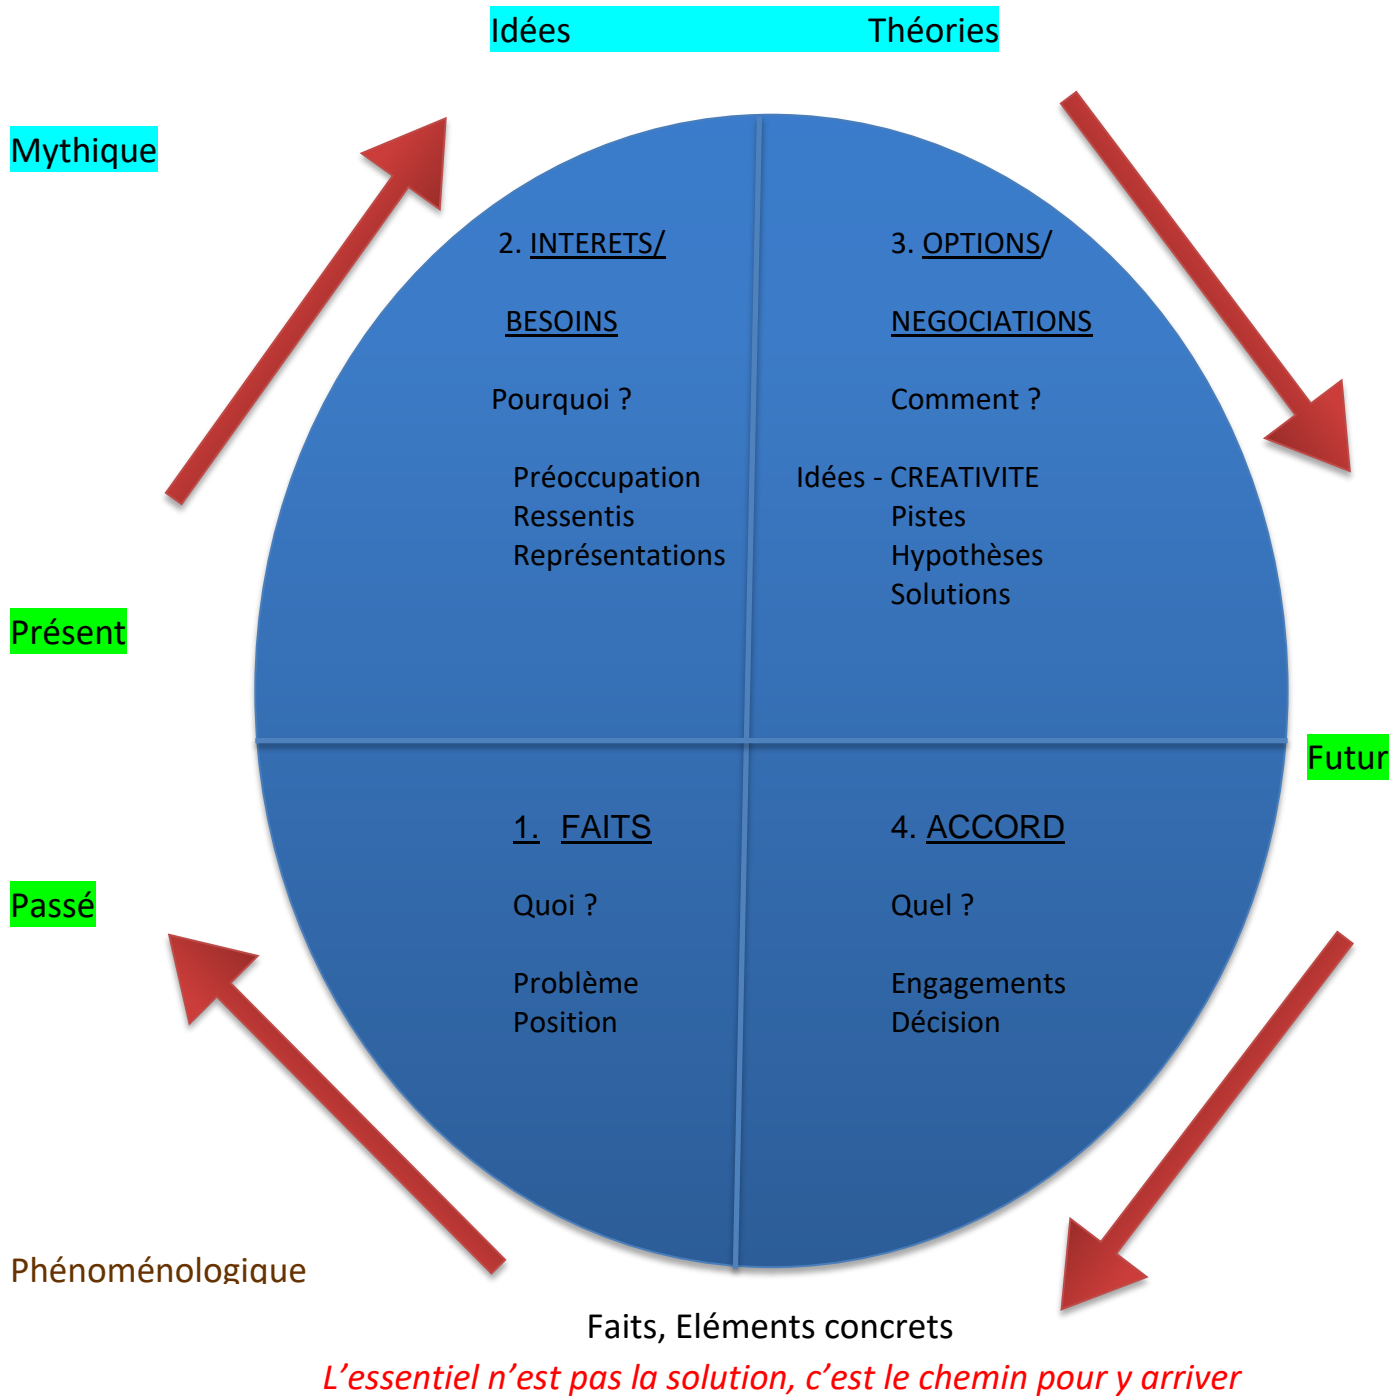 Idées Théories
Mythique
2. INTERETS/
BESOINS
Pourquoi ?
Préoccupation
Ressentis
Représentations
3. OPTIONS/
NEGOCIATIONS
Comment ?
Idées - CREATIVITE
Pistes
Hypothèses
Solutions
Présent
Futur
1. FAITS
Quoi ?
Problème
Position
4. ACCORD
Quel ?
Engagements
Décision
Passé
Phénoménologique
Faits, Eléments concrets
L'essentiel n'est pas la solution, c'est le chemin pour y arriver